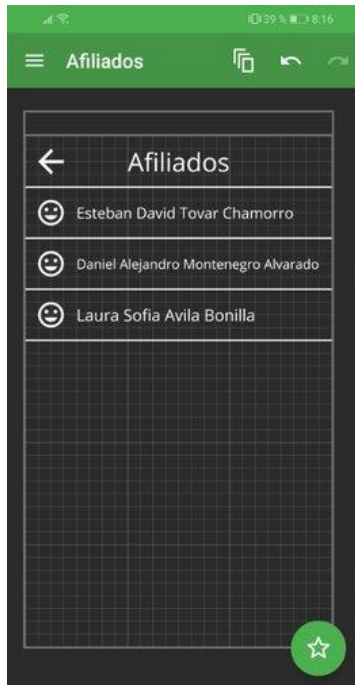 39 % 8:16
Afiliados
Afiliados
Esteban David Tovar Chamorro
Daniel Alejandro Montenegro Alvarado
Laura Sofia Avila Bonilla